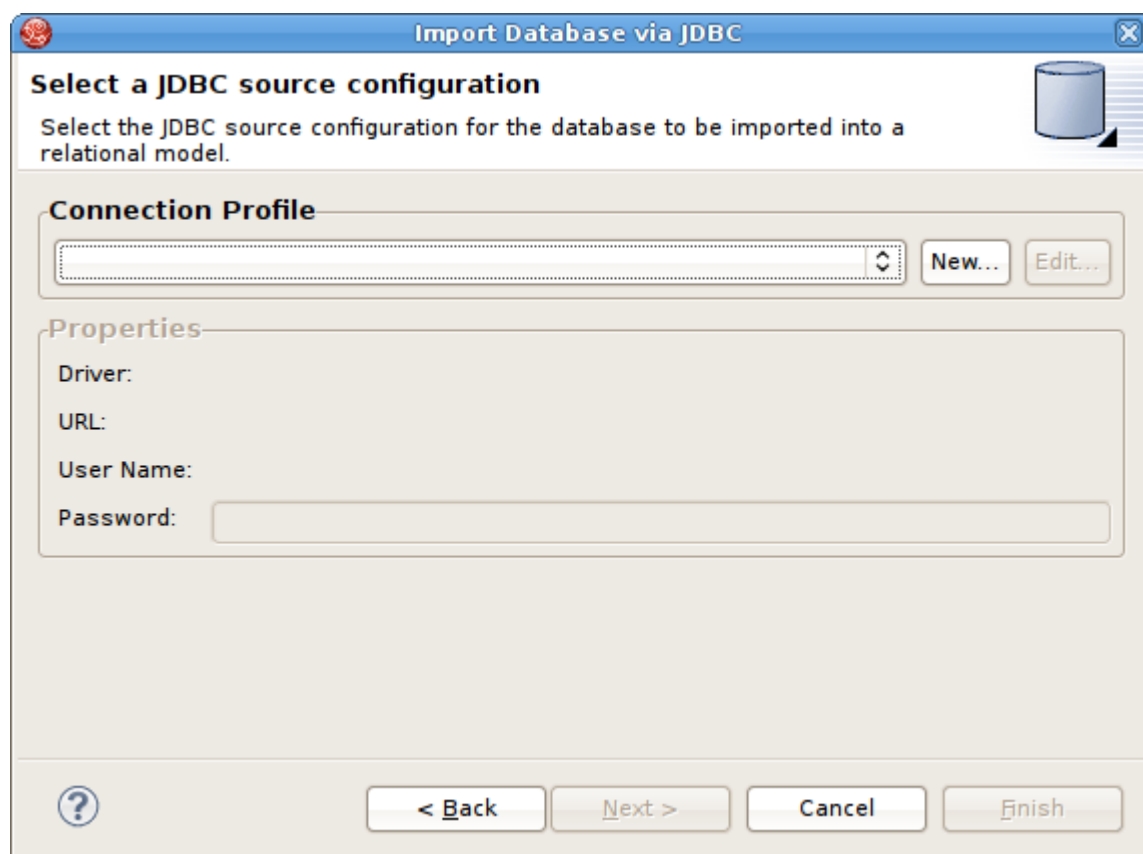 Import Database via JDBC
Select a JDBC source configuration
Select the JDBC source configuration for the database to be imported into a
relational model.
Connection Profile
New... Edit...
Properties
Driver:
URL:
User Name:
Password:
? < Back Next > Cancel Finish